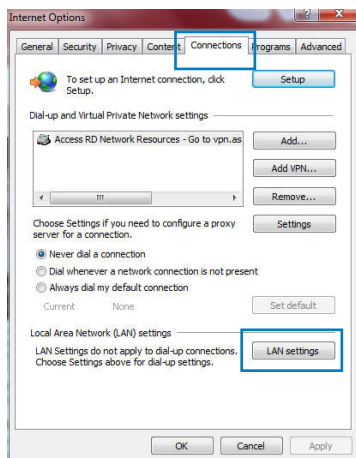 Internet Options
General Security Privacy Content Connections Programs Advanced
To set up an Internet connection, click
Setup.
Setup
Dial-up and Virtual Private Network settings
Access RD Network Resources - Go to vpn.as
Add...
Add VPN...
Remove...
Choose Settings if you need to configure a proxy
server for a connection.
Settings
Never dial a connection
Dial whenever a network connection is not present
Always dial my default connection
Current None
Set default
Local Area Network (LAN) settings
LAN Settings do not apply to dial-up connections.
Choose Settings above for dial-up settings.
LAN settings
OK Cancel Apply